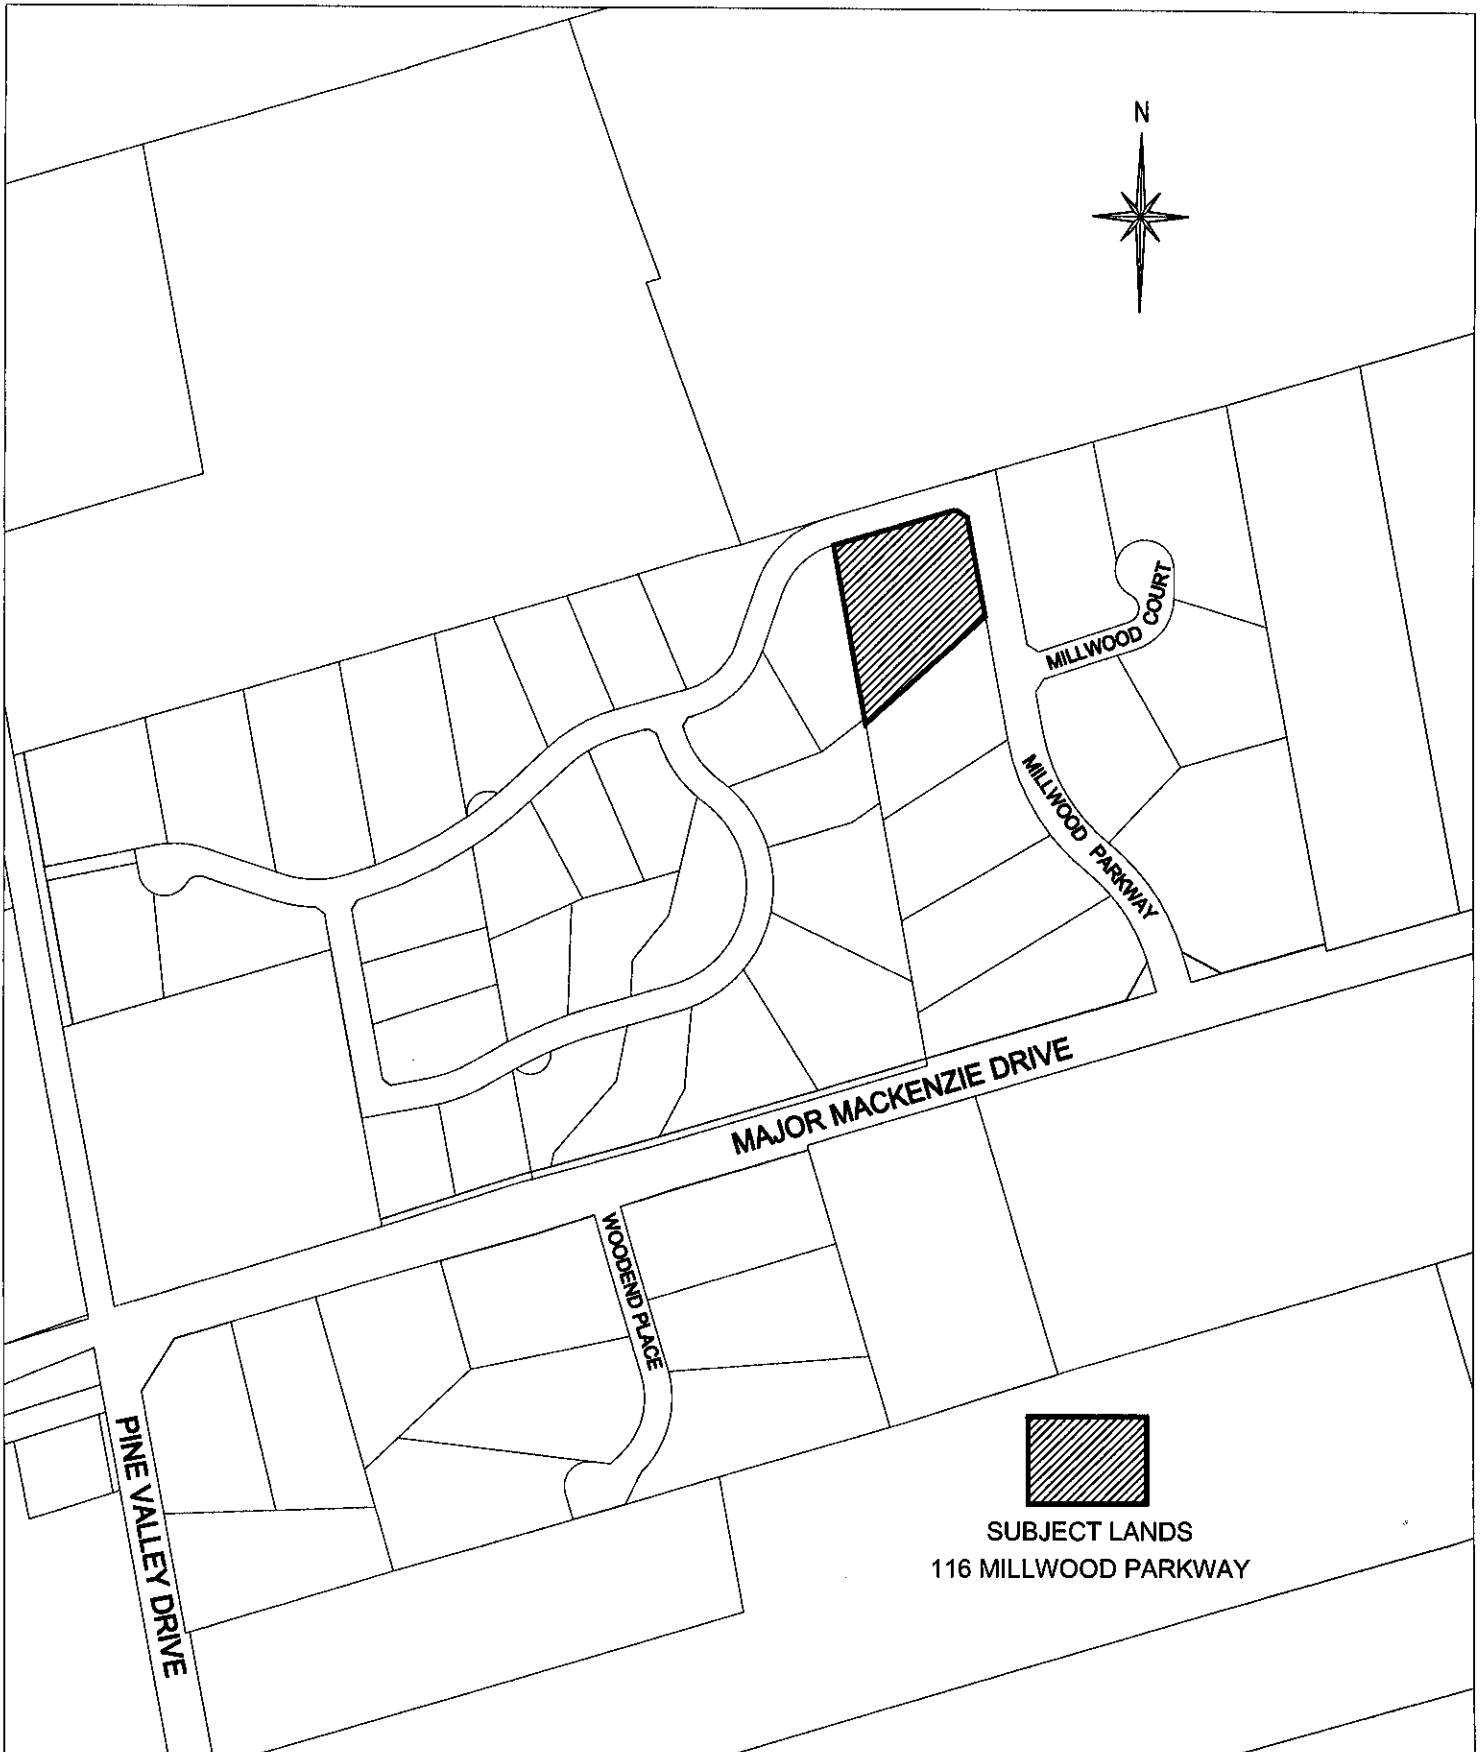 N
MILLWOOD COURT
MILLWOOD PARKWAY
MAJOR MACKENZIE DRIVE
WOODEND PLACE
PINE VALLEY DRIVE
SUBJECT LANDS
116 MILLWOOD PARKWAY